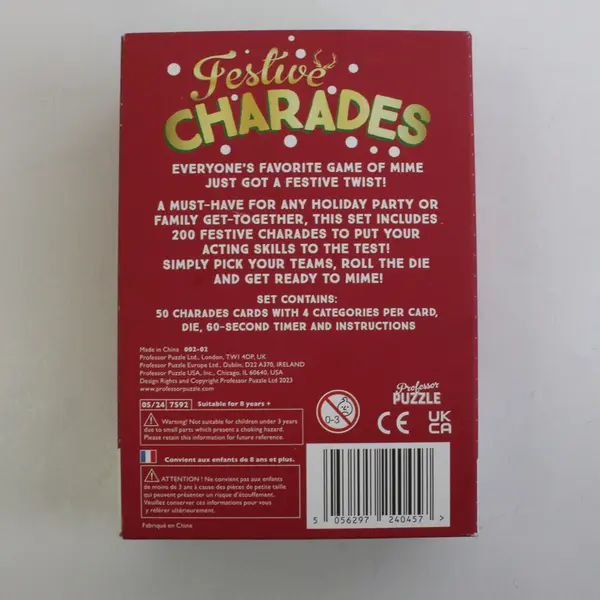 Festive
CHARADES
EVERYONE'S FAVORITE GAME OF MIME
JUST GOT A FESTIVE TWIST!
A MUST-HAVE FOR ANY HOLIDAY PARTY OR
FAMILY GET-TOGETHER, THIS SET INCLUDES
200 FESTIVE CHARADES TO PUT YOUR
ACTING SKILLS TO THE TEST!
SIMPLY PICK YOUR TEAMS, ROLL THE DIE
AND GET READY TO MIME!
SET CONTAINS:
50 CHARADES CARDS WITH 4 CATEGORIES PER CARD,
DIE, 60-SECOND TIMER AND INSTRUCTIONS
Made in China 002-02
Professor Puzzle Ltd., London, TW1 4DP, UK
Professor Puzzle Europe Ltd., Dublin, D22 A370, IRELAND
Professor Puzzle USA, Inc., Chicago, IL 60640, USA
Design Rights and Copyright Professor Puzzle Ltd 2023
www.professorpuzzle.com
05/24 7592 Suitable for 8 years +
Warning! Not suitable for children under 3 years
due to small parts which present a choking hazard.
Please retain this information for future reference.
Convient aux enfants de 8 ans et plus.
ATTENTION ! Ne convient pas aux enfants
de moins de 3 ans à cause des pièces de petite taille
qui peuvent présenter un risque d'étouffement.
Veuillez conserver ces informations pour vous
y référer ultérieurement.
Fabriqué en Chine
0-3
Professor
PUZZLE
CE UK
CA
5 056297 240457 >